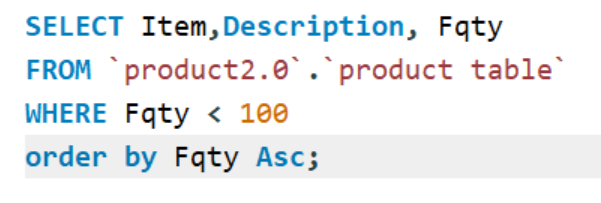 SELECT Item,Description, Fqty
FROM `product2.0`.`product table`
WHERE Fqty < 100
order by Fqty Asc;